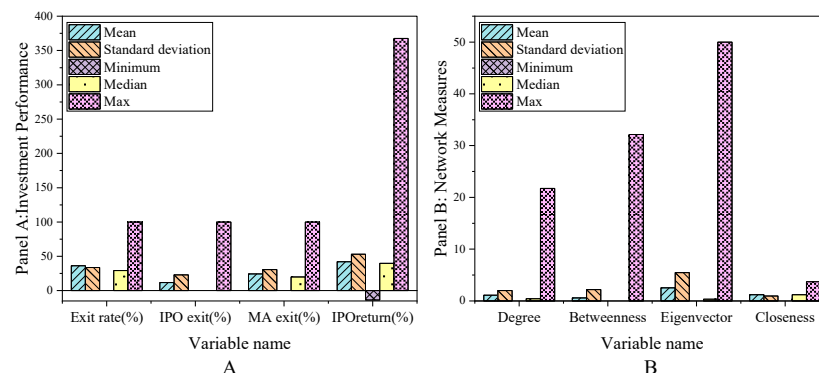 400
350
300
250
200
150
100
50
0
Panel A:Investment Performance
Mean
Standard deviation
Minimum
Median
Max
Exit rate(%) IPO exit(%) MA exit(%) IPOreturn(%)
Variable name
A
50
40
30
20
10
0
Panel B: Network Measures
Mean
Standard deviation
Minimum
Median
Max
Degree Betweenness Eigenvector Closeness
Variable name
B